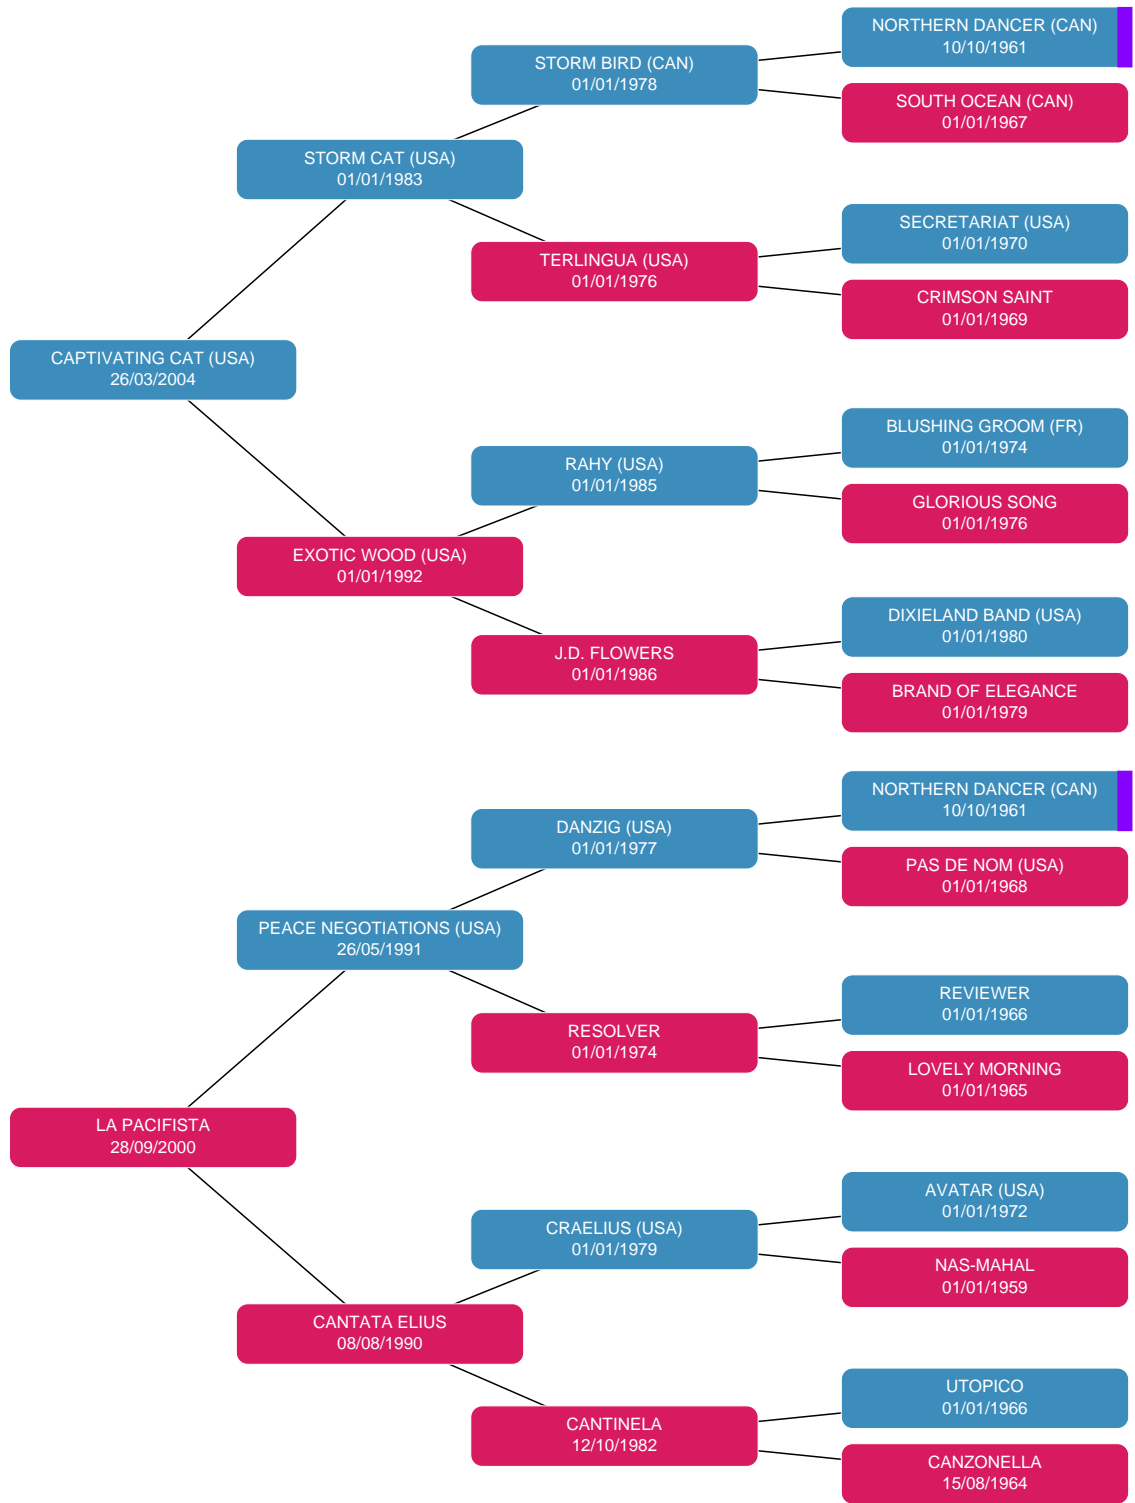 NORTHERN DANCER (CAN)
10/10/1961
STORM BIRD (CAN)
01/01/1978
SOUTH OCEAN (CAN)
01/01/1967
STORM CAT (USA)
01/01/1983
SECRETARIAT (USA)
01/01/1970
TERLINGUA (USA)
01/01/1976
CRIMSON SAINT
01/01/1969
CAPTIVATING CAT (USA)
26/03/2004
BLUSHING GROOM (FR)
01/01/1974
RAHY (USA)
01/01/1985
GLORIOUS SONG
01/01/1976
EXOTIC WOOD (USA)
01/01/1992
DIXIELAND BAND (USA)
01/01/1980
J.D. FLOWERS
01/01/1986
BRAND OF ELEGANCE
01/01/1979
NORTHERN DANCER (CAN)
10/10/1961
DANZIG (USA)
01/01/1977
PAS DE NOM (USA)
01/01/1968
PEACE NEGOTIATIONS (USA)
26/05/1991
REVIEWER
01/01/1966
RESOLVER
01/01/1974
LOVELY MORNING
01/01/1965
LA PACIFISTA
28/09/2000
AVATAR (USA)
01/01/1972
CRAELIUS (USA)
01/01/1979
NAS-MAHAL
01/01/1959
CANTATA ELIUS
08/08/1990
UTOPICO
01/01/1966
CANTINELA
12/10/1982
CANZONELLA
15/08/1964